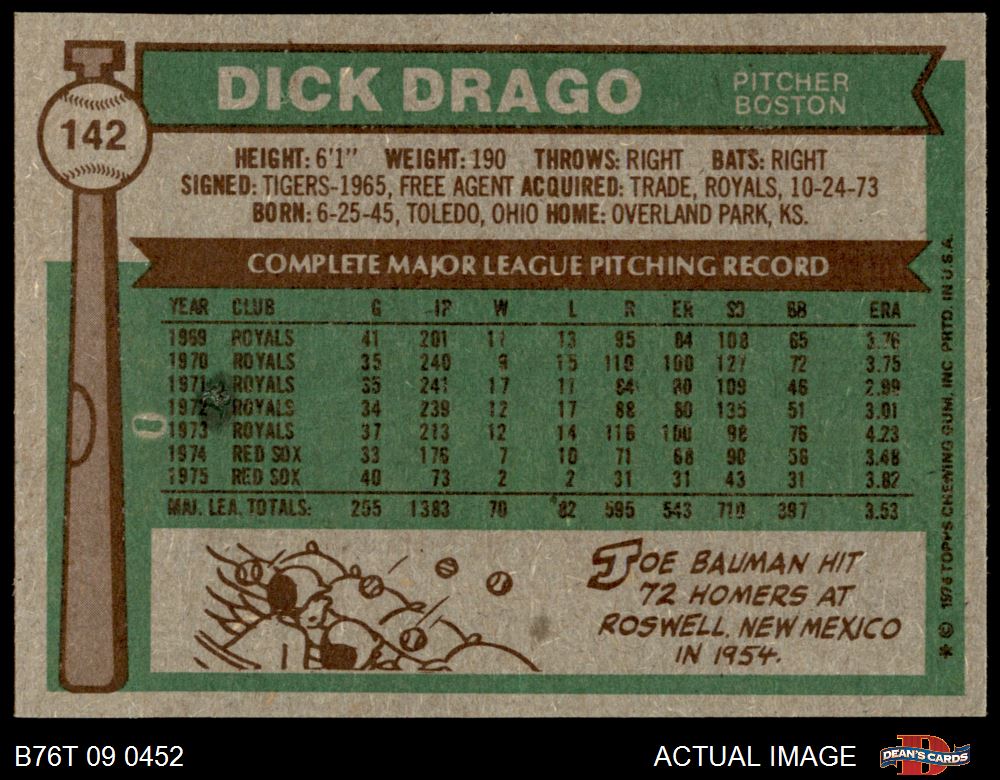 142
DICK DRAGO
PITCHER
BOSTON
HEIGHT: 6'1" WEIGHT: 190 THROWS: RIGHT BATS: RIGHT
SIGNED: TIGERS-1965, FREE AGENT ACQUIRED: TRADE, ROYALS, 10-24-73
BORN: 6-25-45, TOLEDO, OHIO HOME: OVERLAND PARK, KS.
COMPLETE MAJOR LEAGUE PITCHING RECORD
YEAR CLUB G IP W L R ER SO BB ERA
1969 ROYALS 41 201 11 13 95 84 108 65 3.76
1970 ROYALS 35 240 9 15 110 100 127 72 3.75
1971 ROYALS 35 241 17 11 84 80 109 46 2.99
1972 ROYALS 34 239 12 17 88 80 135 51 3.01
1973 ROYALS 37 213 12 14 116 100 98 76 4.23
1974 RED SOX 33 176 7 10 71 68 90 56 3.48
1975 RED SOX 40 73 2 2 31 31 43 31 3.82
MAJ. LEA. TOTALS: 255 1383 70 82 595 543 710 397 3.53
JOE BAUMAN HIT
72 HOMERS AT
ROSWELL, NEW MEXICO
IN 1954.
* © 1976 TOPPS CHEWING GUM, INC. PRTD. IN U.S.A.
B76T 09 0452
ACTUAL IMAGE
D
DEAN'S CARDS